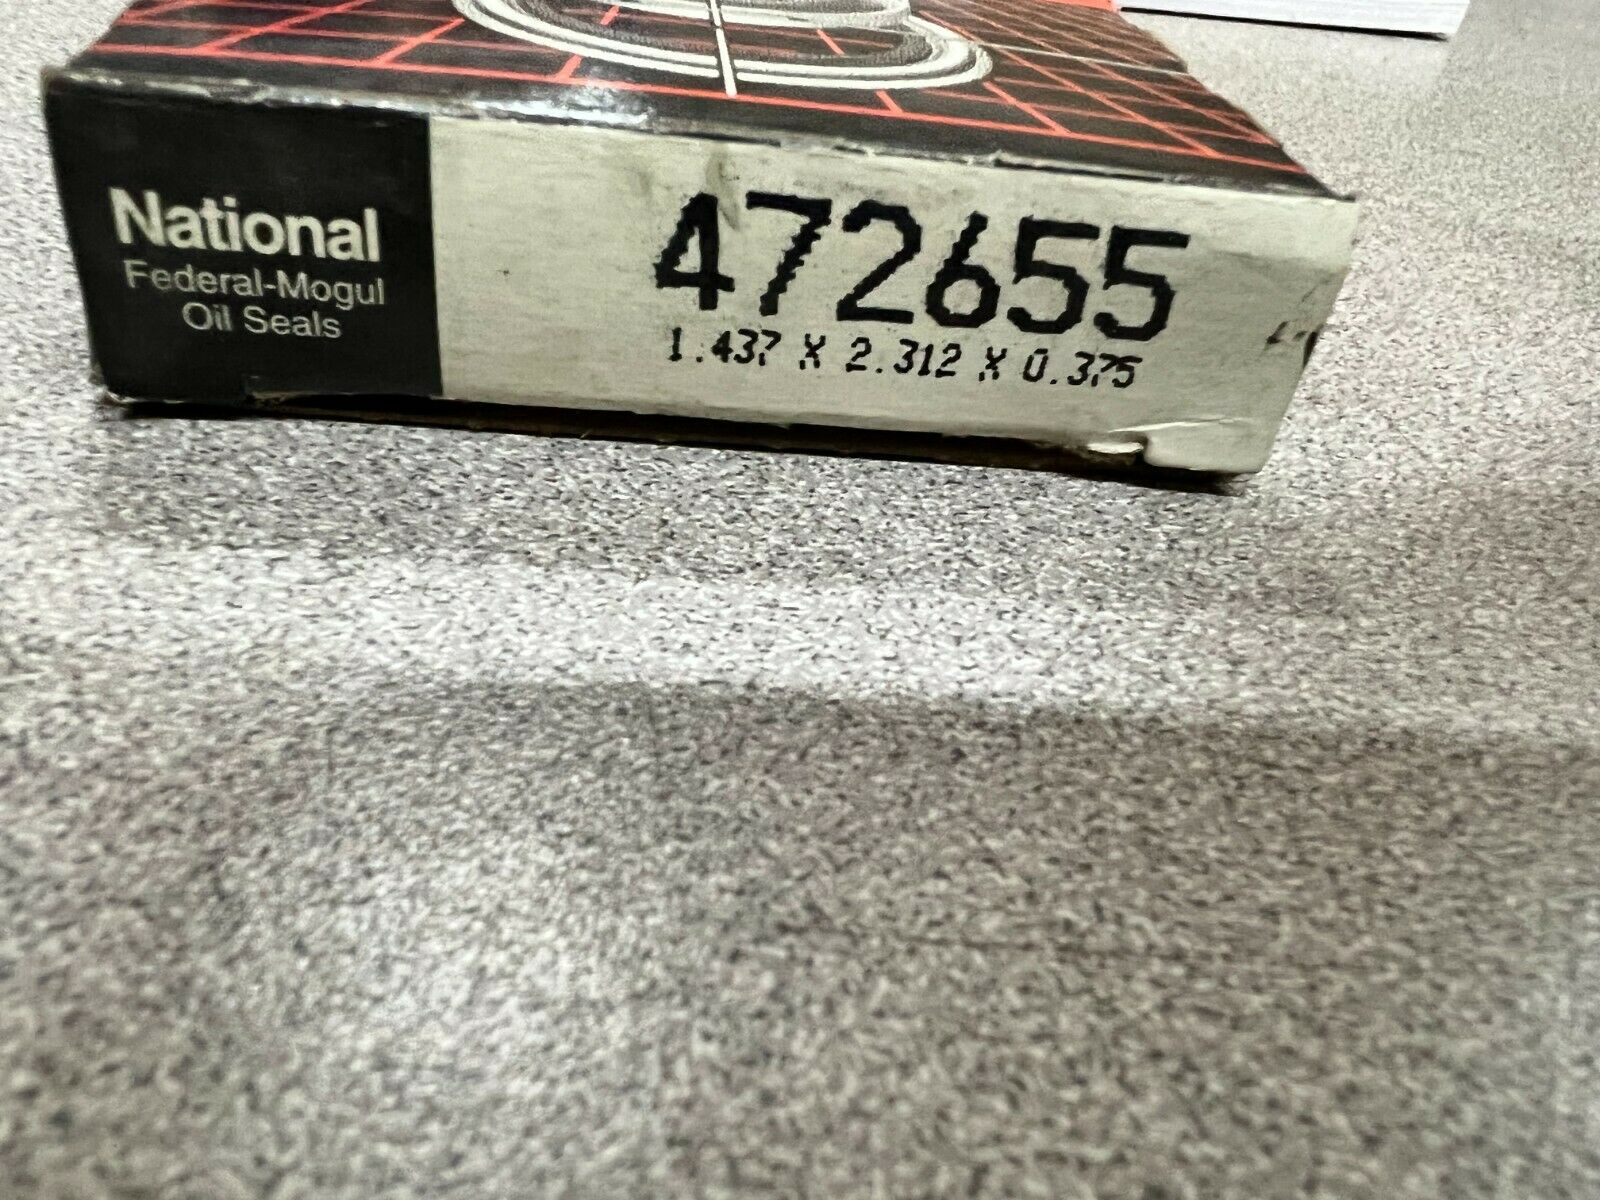 National
Federal-Mogul
Oil Seals
472655
1.437 X 2.312 X 0.375